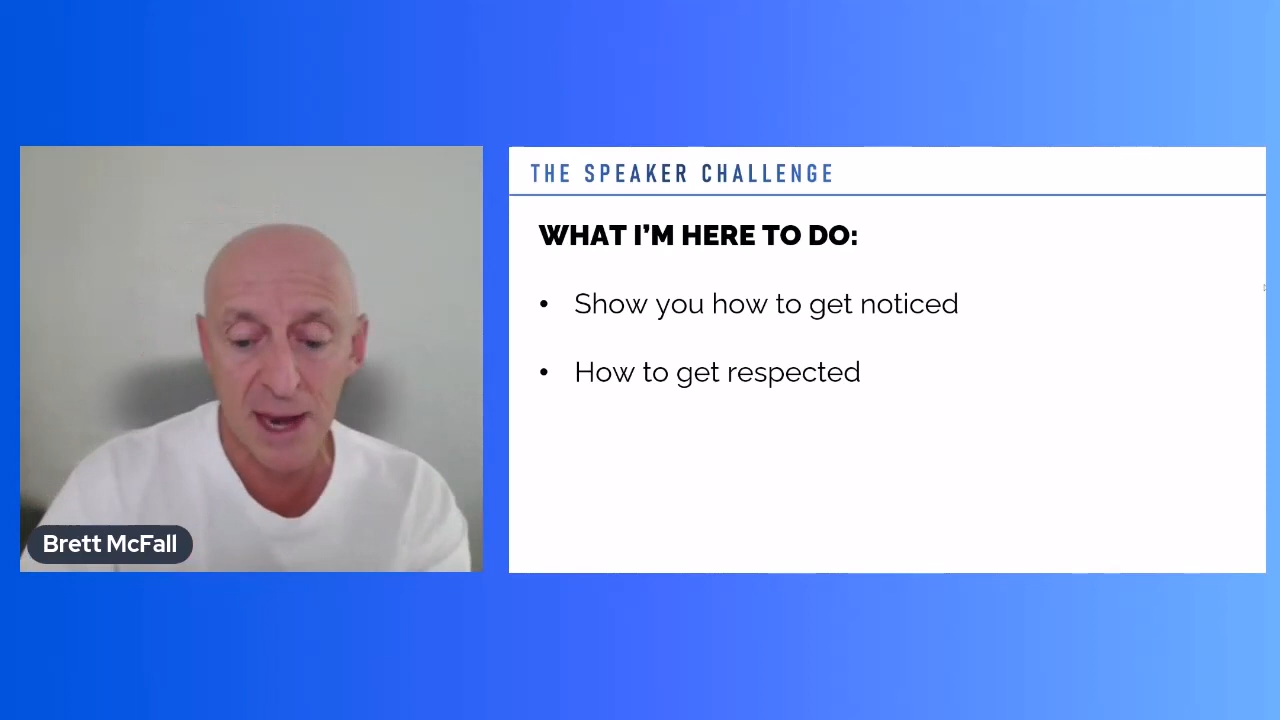 THE SPEAKER CHALLENGE
WHAT I'M HERE TO DO:
• Show you how to get noticed
• How to get respected
Brett McFall